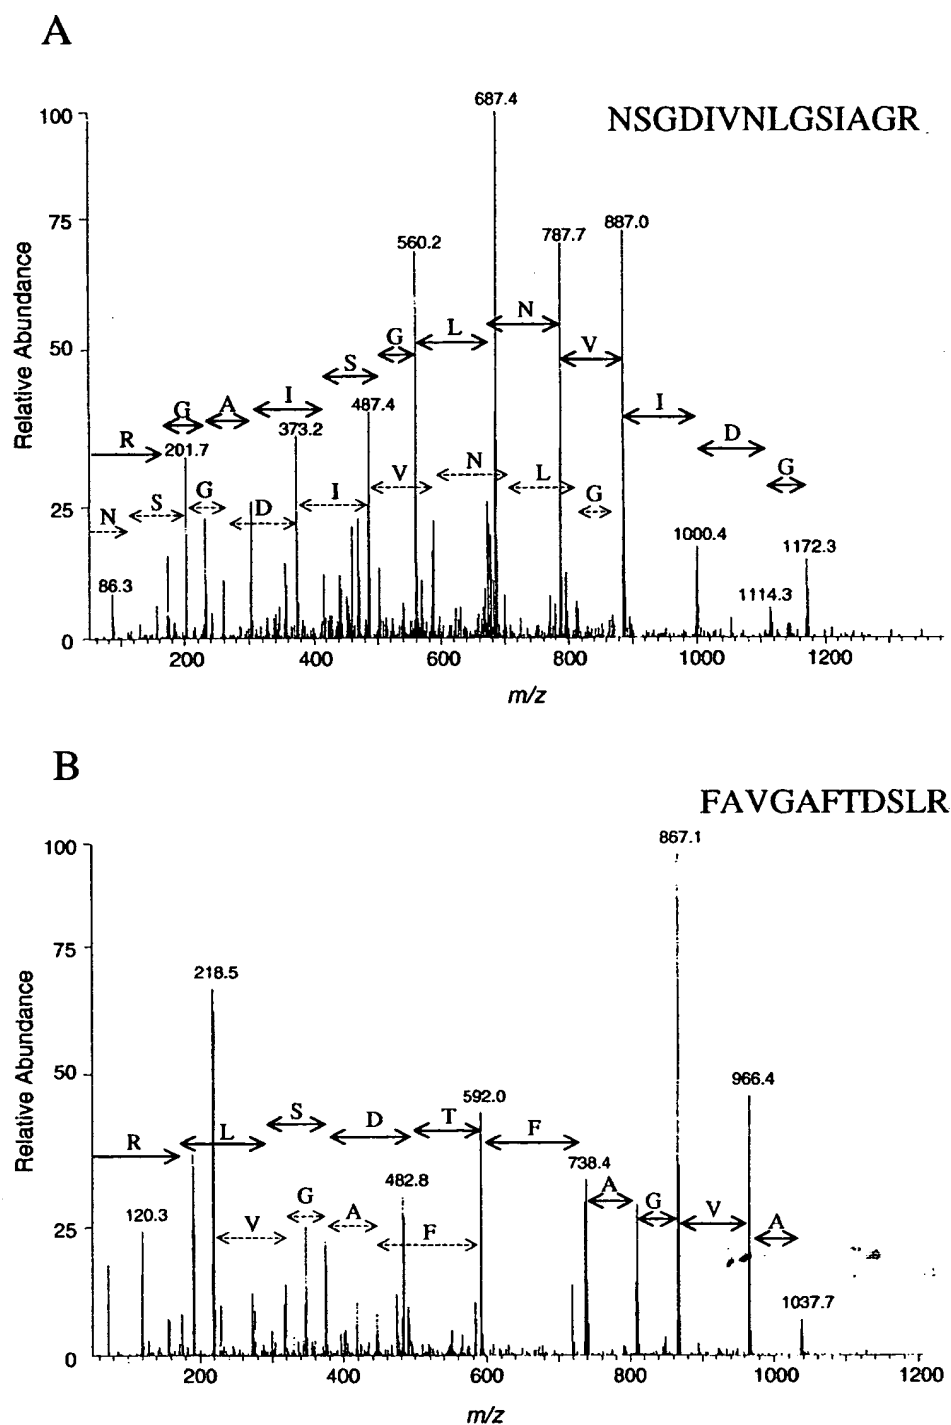 A
687.4
100
NSGDIVNLGSIAGR
75
887.0
787.7
560.2
Relative Abundance
N
L
G
V
50
S
I
A
I
G
487.4
373.2
D
R
201.7
N
V
G
L
G
I
S
G
D
25
N
1000.4
1172.3
86.3
1114.3
0
200 400 600 800 1000 1200
m/z
B
FAVGAFTDSLR
867.1
100
75
218.5
Relative Abundance
966.4
50
592.0
S
T
D
F
R
L
738.4
482.8
A
G
G
V
120.3
A
V
F
A
25
1037.7
0
200 400 600 800 1000 1200
m/z